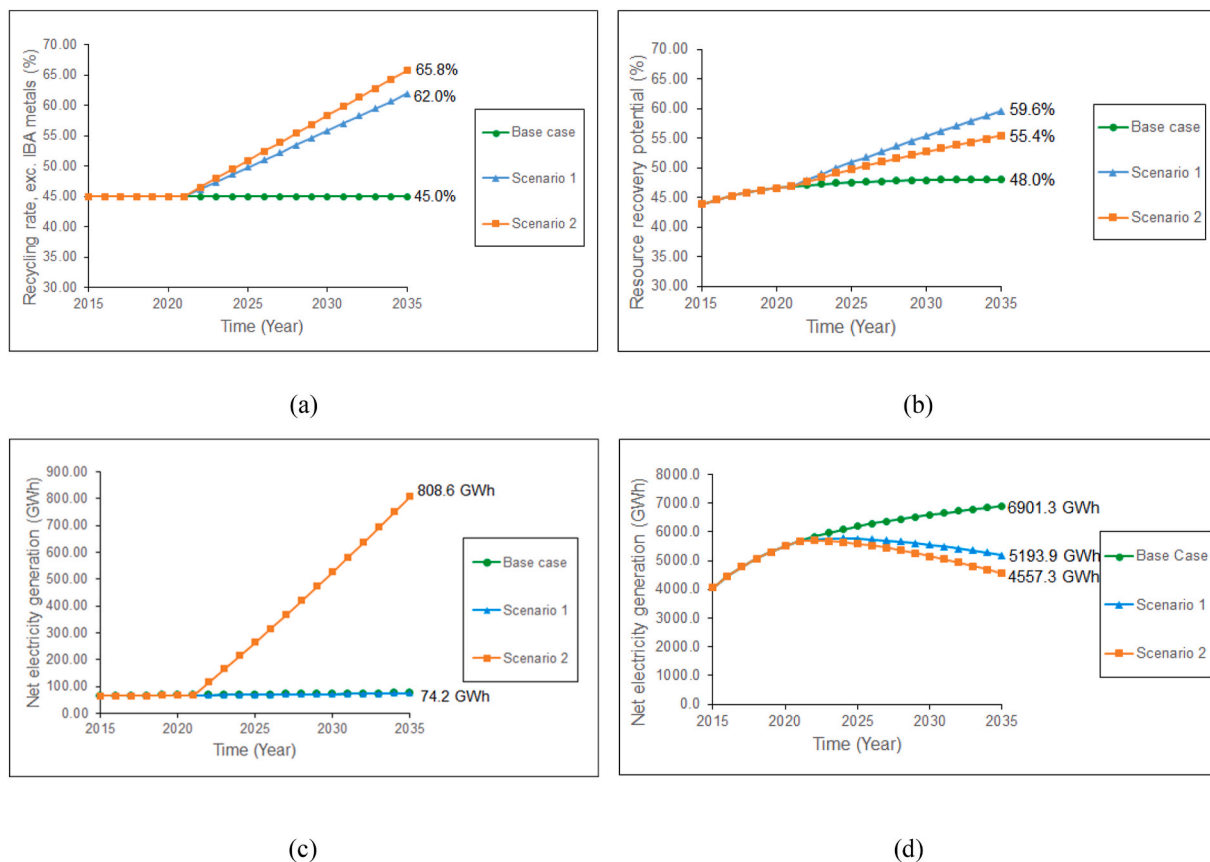 Recycling rate, exc. IBA metals (%)
70.00
65.00
60.00
55.00
50.00
45.00
40.00
35.00
30.00
2015 2020 2025 2030 2035
Time (Year)
65.8%
62.0%
45.0%
Base case
Scenario 1
Scenario 2
(a)
Resource recovery potential (%)
70.00
65.00
60.00
55.00
50.00
45.00
40.00
35.00
30.00
2015 2020 2025 2030 2035
Time (Year)
59.6%
55.4%
48.0%
Base case
Scenario 1
Scenario 2
(b)
Net electricity generation (GWh)
900.00
800.00
700.00
600.00
500.00
400.00
300.00
200.00
100.00
0.00
2015 2020 2025 2030 2035
Time (Year)
808.6 GWh
74.2 GWh
Base case
Scenario 1
Scenario 2
(c)
Net electricity generation (GWh)
8000.0
7000.0
6000.0
5000.0
4000.0
3000.0
2000.0
1000.0
0.0
2015 2020 2025 2030 2035
Time (Year)
6901.3 GWh
5193.9 GWh
4557.3 GWh
Base Case
Scenario 1
Scenario 2
(d)